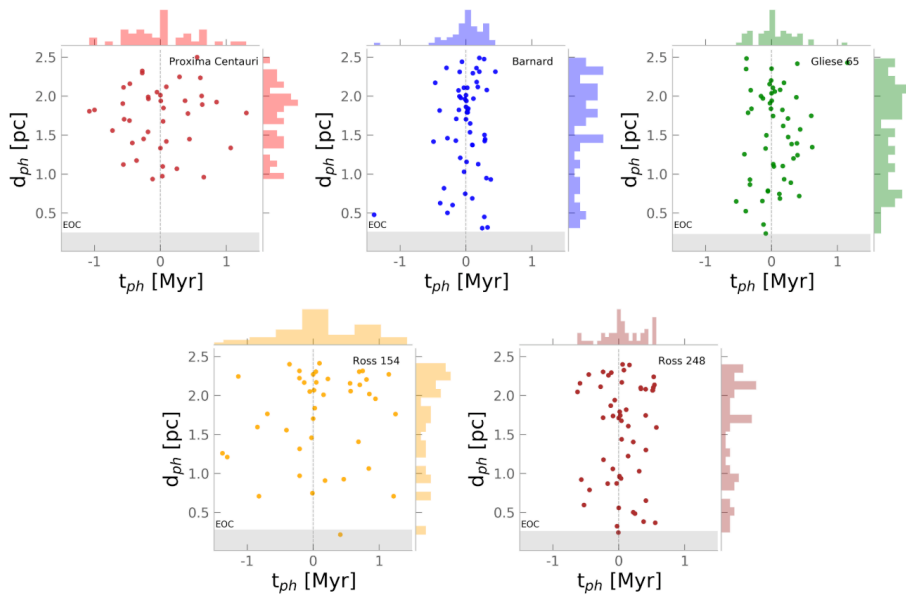 Proxima Centauri
2.5
2.0
1.5
1.0
0.5
d_ph [pc]
EOC
-1 0 1
t_ph [Myr]
Barnard
2.5
2.0
1.5
1.0
0.5
d_ph [pc]
EOC
-1 0 1
t_ph [Myr]
Gliese 65
2.5
2.0
1.5
1.0
0.5
d_ph [pc]
EOC
-1 0 1
t_ph [Myr]
Ross 154
2.5
2.0
1.5
1.0
0.5
d_ph [pc]
EOC
-1 0 1
t_ph [Myr]
Ross 248
2.5
2.0
1.5
1.0
0.5
d_ph [pc]
EOC
-1 0 1
t_ph [Myr]